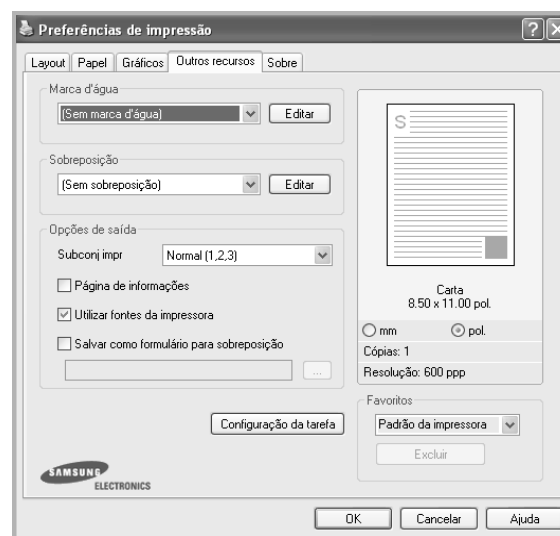 Preferências de impressão
Layout Papel Gráficos Outros recursos Sobre
Marca d'água
(Sem marca d'água)
Editar
Sobreposição
(Sem sobreposição)
Editar
Opções de saída
Subconj impr
Normal (1,2,3)
Página de informações
Utilizar fontes da impressora
Salvar como formulário para sobreposição
...
Configuração da tarefa
SAMSUNG
ELECTRONICS
S
Carta
8.50 x 11.00 pol.
mm
pol.
Cópias: 1
Resolução: 600 ppp
Favoritos
Padrão da impressora
Excluir
OK Cancelar Ajuda